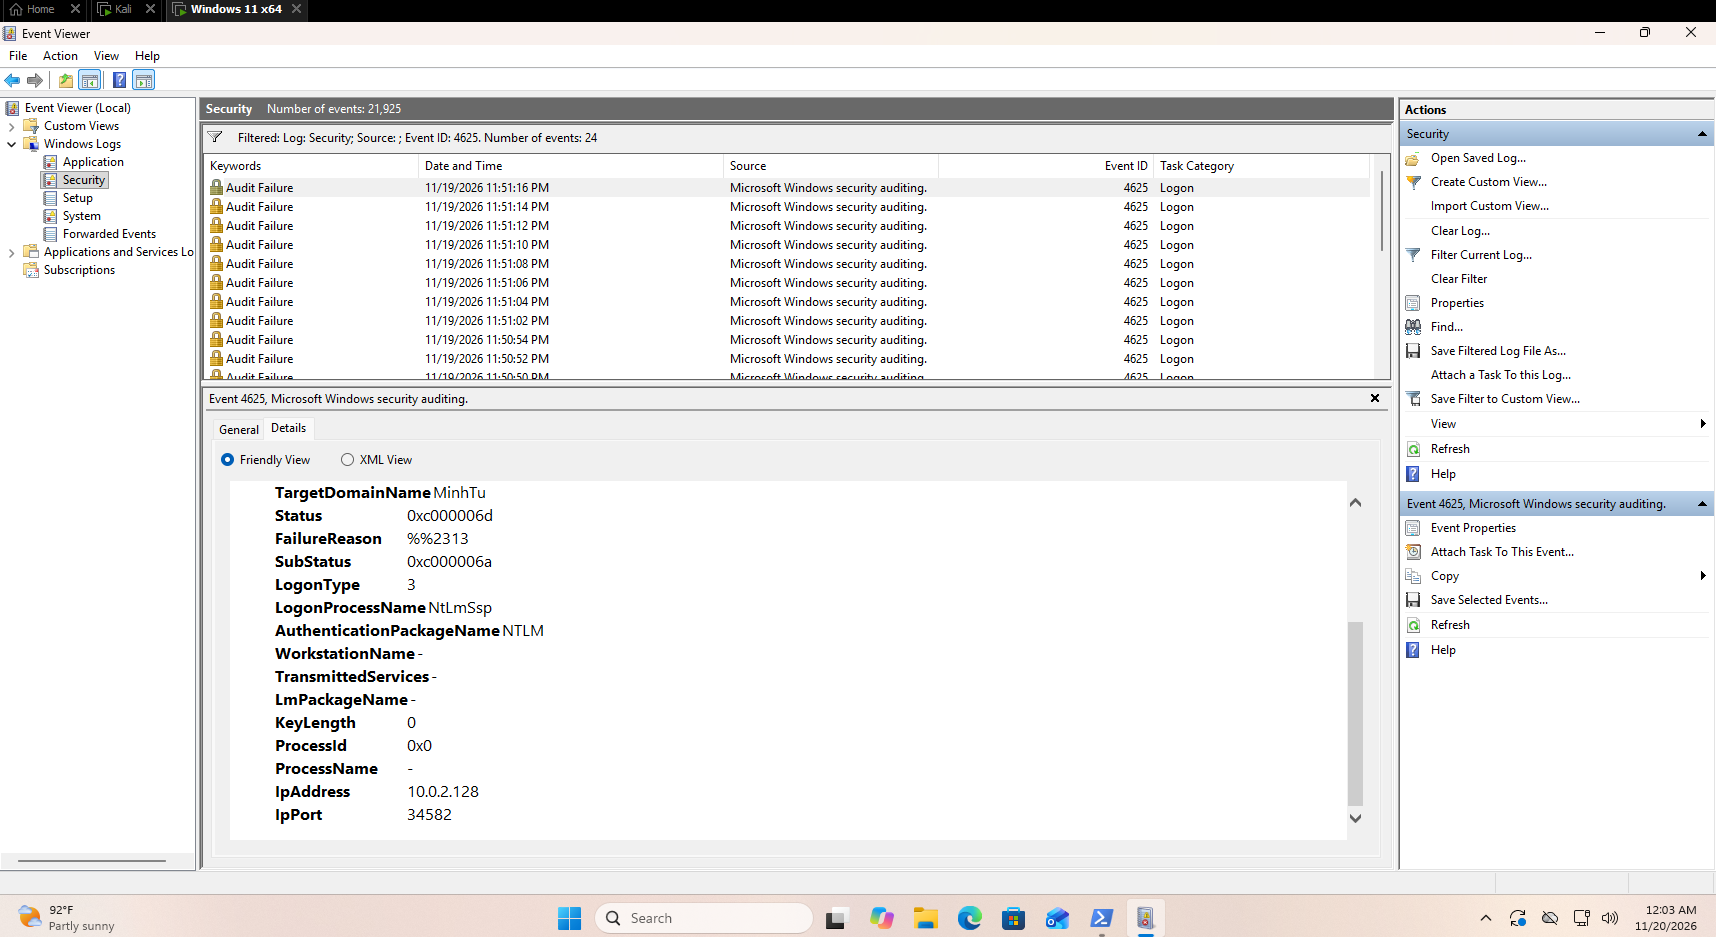 Home
Kali
Windows 11 x64
Event Viewer
File Action View Help
Event Viewer (Local)
Custom Views
Windows Logs
Application
Security
Setup
System
Forwarded Events
Applications and Services Lo
Subscriptions
Security Number of events: 21,925
Filtered: Log: Security; Source: ; Event ID: 4625. Number of events: 24
Keywords Date and Time Source Event ID Task Category
Audit Failure 11/19/2026 11:51:16 PM Microsoft Windows security auditing. 4625 Logon
Audit Failure 11/19/2026 11:51:14 PM Microsoft Windows security auditing. 4625 Logon
Audit Failure 11/19/2026 11:51:12 PM Microsoft Windows security auditing. 4625 Logon
Audit Failure 11/19/2026 11:51:10 PM Microsoft Windows security auditing. 4625 Logon
Audit Failure 11/19/2026 11:51:08 PM Microsoft Windows security auditing. 4625 Logon
Audit Failure 11/19/2026 11:51:06 PM Microsoft Windows security auditing. 4625 Logon
Audit Failure 11/19/2026 11:51:04 PM Microsoft Windows security auditing. 4625 Logon
Audit Failure 11/19/2026 11:51:02 PM Microsoft Windows security auditing. 4625 Logon
Audit Failure 11/19/2026 11:50:54 PM Microsoft Windows security auditing. 4625 Logon
Audit Failure 11/19/2026 11:50:52 PM Microsoft Windows security auditing. 4625 Logon
Audit Failure 11/19/2026 11:50:50 PM Microsoft Windows security auditing. 4625 Logon
Event 4625, Microsoft Windows security auditing.
General Details
Friendly View XML View
TargetDomainName MinhTu
Status 0xc000006d
FailureReason %%2313
SubStatus 0xc000006a
LogonType 3
LogonProcessName NtLmSsp
AuthenticationPackageName NTLM
WorkstationName -
TransmittedServices -
LmPackageName -
KeyLength 0
ProcessId 0x0
ProcessName -
IpAddress 10.0.2.128
IpPort 34582
Actions
Security
Open Saved Log...
Create Custom View...
Import Custom View...
Clear Log...
Filter Current Log...
Clear Filter
Properties
Find...
Save Filtered Log File As...
Attach a Task To this Log...
Save Filter to Custom View...
View
Refresh
Help
Event 4625, Microsoft Windows security auditing.
Event Properties
Attach Task To This Event...
Copy
Save Selected Events...
Refresh
Help
92°F
Partly sunny
Search
12:03 AM
11/20/2026